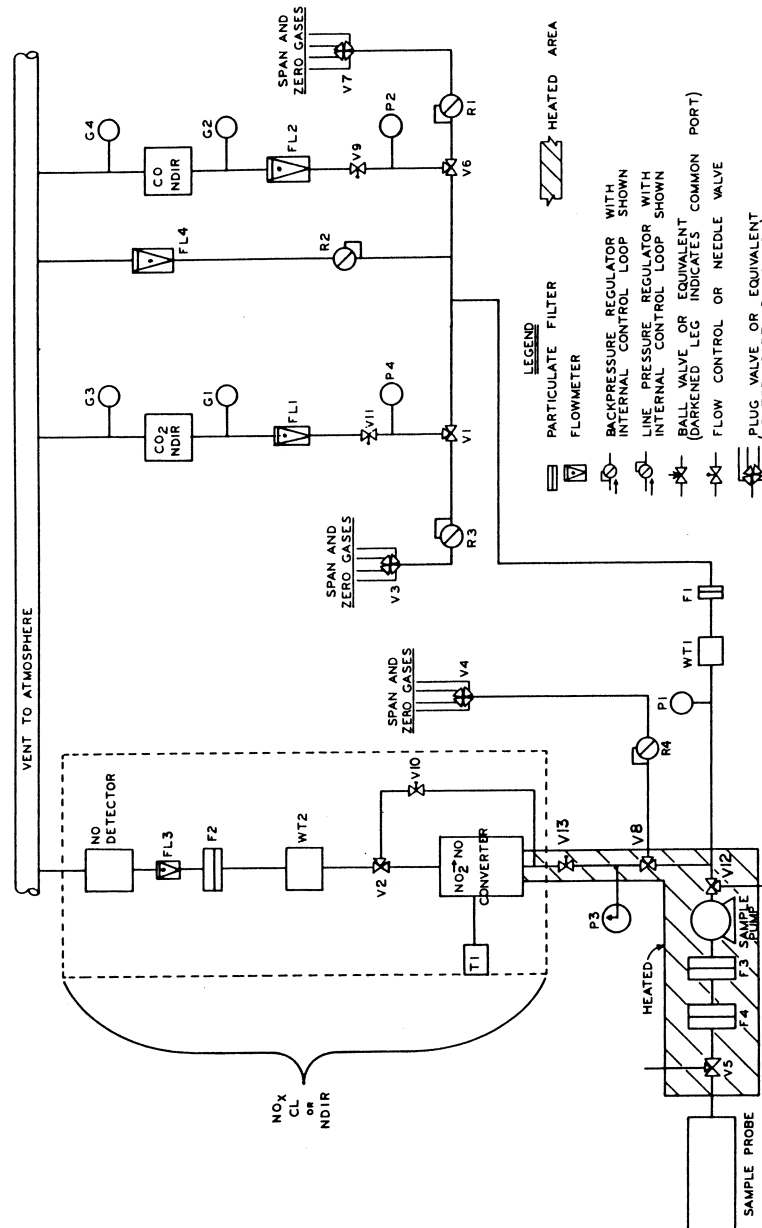 VENT TO ATMOSPHERE
G4
CO
NDIR
G2
FL2
V9
P2
V6
R1
V7
SPAN AND
ZERO GASES
FL4
R2
G3
CO2
NDIR
G1
FL1
V11
P4
V1
R3
V3
SPAN AND
ZERO GASES
NO
DETECTOR
FL3
F2
WT2
V2
V10
NO2→NO
CONVERTER
T1
V13
V8
P3
R4
V4
SPAN AND
ZERO GASES
NOX
CL
OR
NDIR
HEATED
V12
SAMPLE
PUMP
F3
F4
V5
SAMPLE PROBE
P1
WT1
F1
HEATED AREA
LEGEND
PARTICULATE FILTER
FLOWMETER
BACKPRESSURE REGULATOR WITH
INTERNAL CONTROL LOOP SHOWN
LINE PRESSURE REGULATOR WITH
INTERNAL CONTROL LOOP SHOWN
BALL VALVE OR EQUIVALENT
(DARKENED LEG INDICATES COMMON PORT)
FLOW CONTROL OR NEEDLE VALVE
PLUG VALVE OR EQUIVALENT